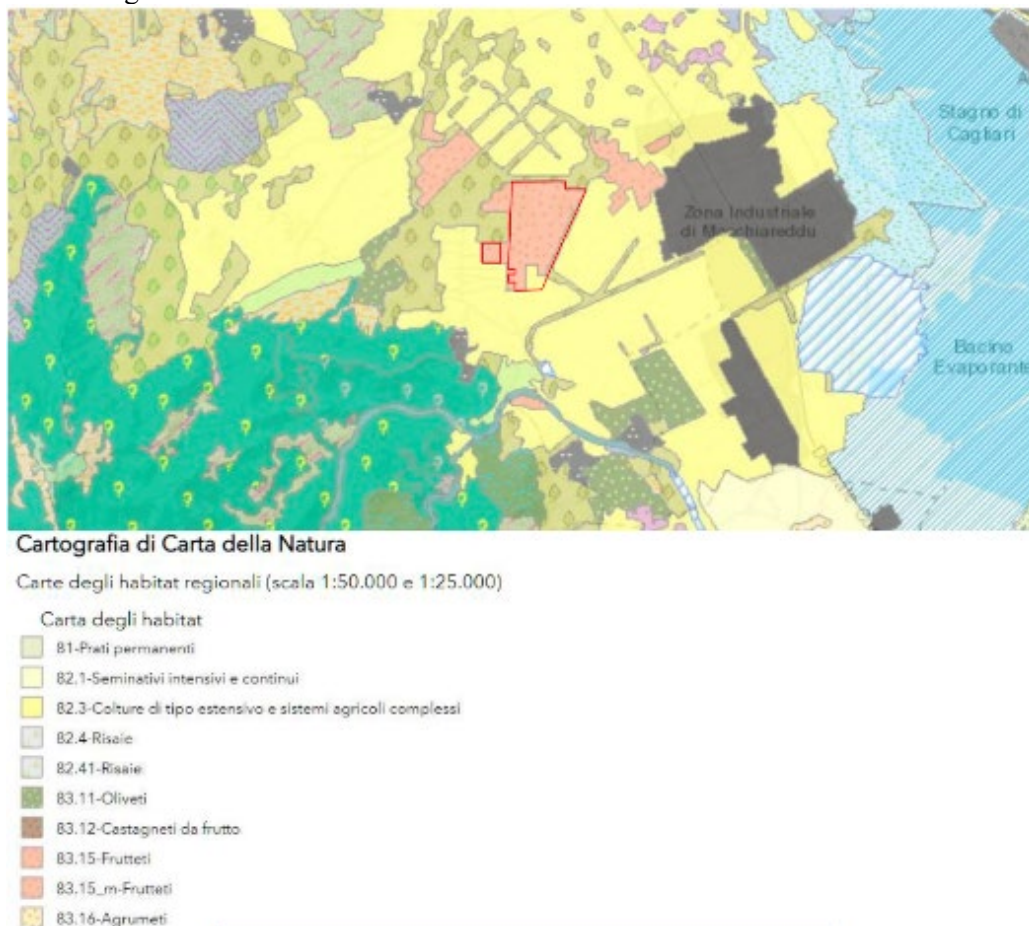 Stagno di
Cagliari
Zona Industriale
di Macchiareddu
Bacino
Evaporante
Cartografia di Carta della Natura
Carte degli habitat regionali (scala 1:50.000 e 1:25.000)
Carta degli habitat
81-Prati permanenti
82.1-Seminativi intensivi e continui
82.3-Colture di tipo estensivo e sistemi agricoli complessi
82.4-Risaie
82.41-Risaie
83.11-Oliveti
83.12-Castagneti da frutto
83.15-Frutteti
83.15_m-Frutteti
83.16-Agrumeti